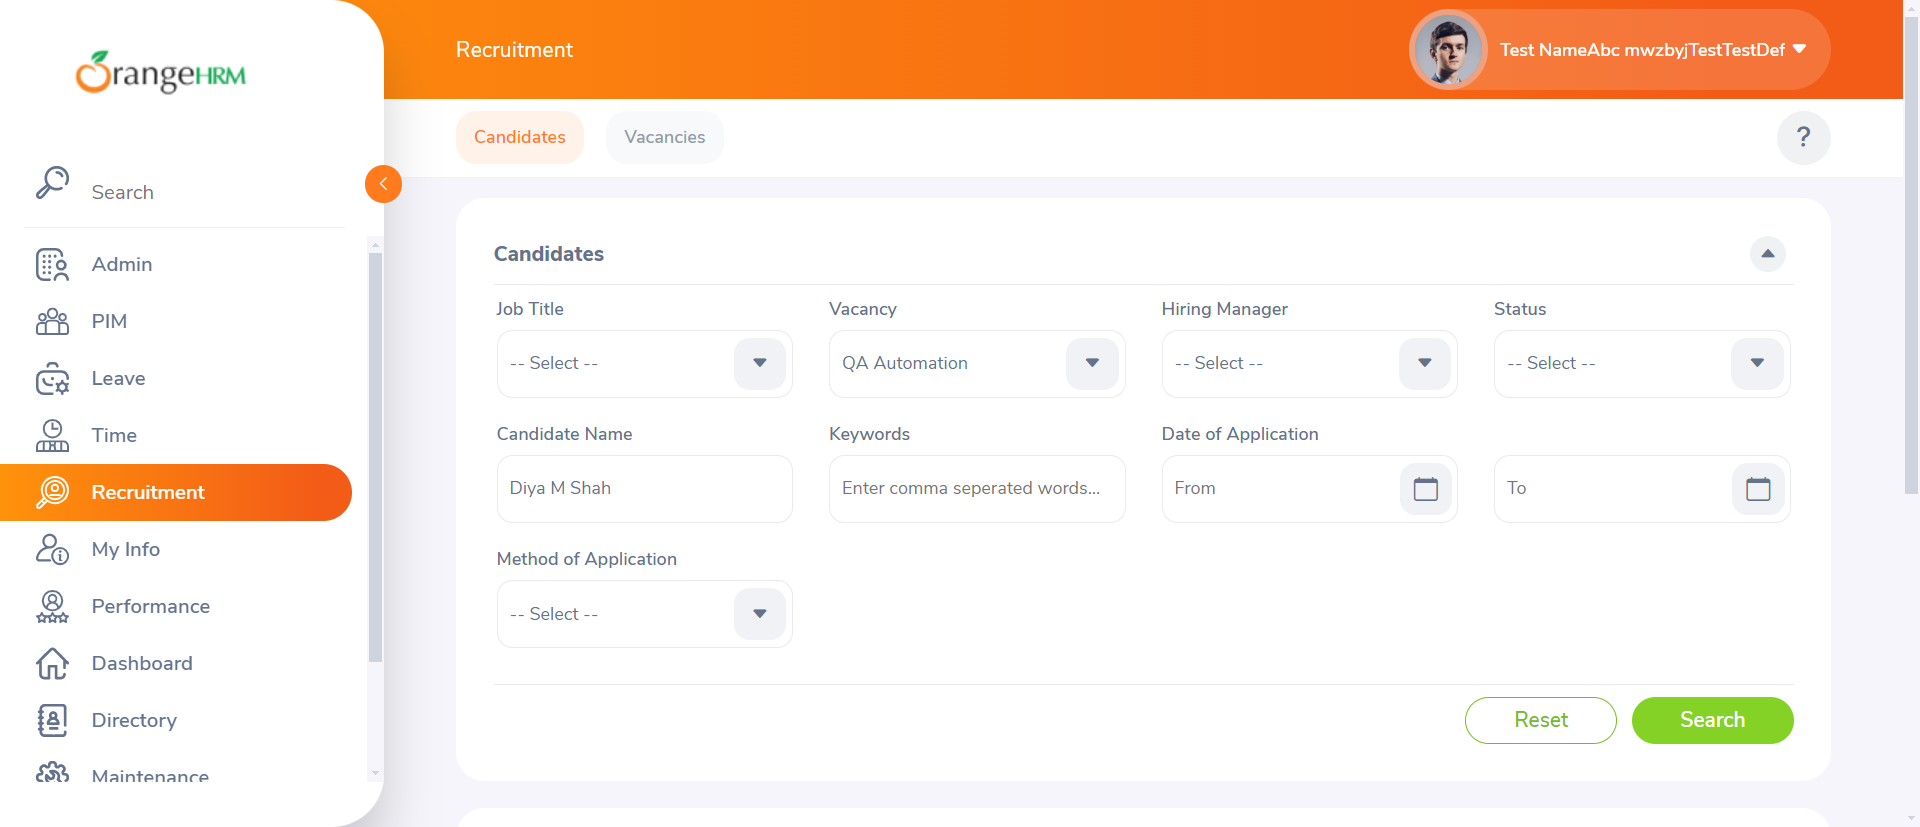 OrangeHRM
Recruitment
Test NameAbc mwzbyjTestTestDef
Candidates
Vacancies
?
Search
Admin
PIM
Leave
Time
Recruitment
My Info
Performance
Dashboard
Directory
Maintenance
Candidates
Job Title
Vacancy
Hiring Manager
Status
-- Select --
QA Automation
-- Select --
-- Select --
Candidate Name
Keywords
Date of Application
Diya M Shah
Enter comma seperated words...
From
To
Method of Application
-- Select --
Reset
Search